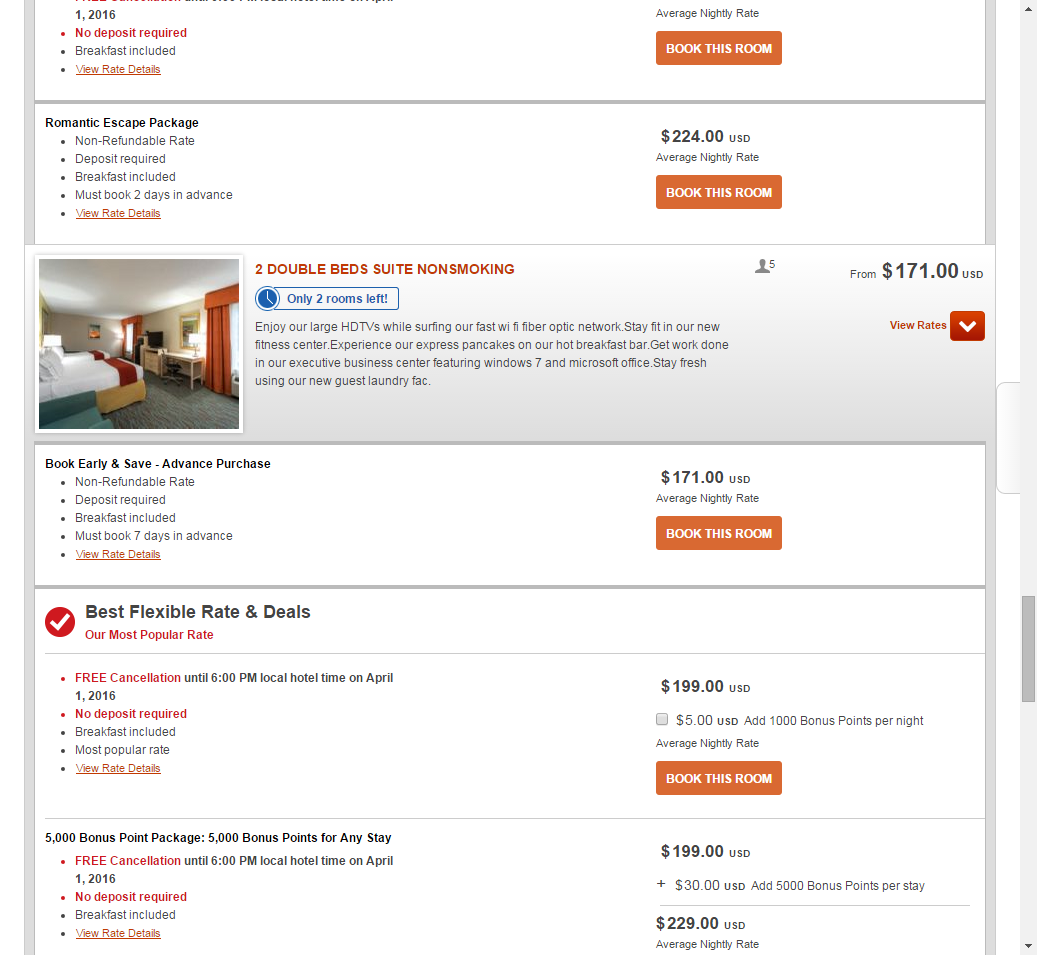 FREE Cancellation until 6:00 PM local hotel time on April
1, 2016
No deposit required
Breakfast included
View Rate Details
Average Nightly Rate
BOOK THIS ROOM
Romantic Escape Package
Non-Refundable Rate
Deposit required
Breakfast included
Must book 2 days in advance
View Rate Details
$224.00 USD
Average Nightly Rate
BOOK THIS ROOM
2 DOUBLE BEDS SUITE NONSMOKING
5
From $171.00 USD
Only 2 rooms left!
View Rates
Enjoy our large HDTVs while surfing our fast wi fi fiber optic network.Stay fit in our new
fitness center.Experience our express pancakes on our hot breakfast bar.Get work done
in our executive business center featuring windows 7 and microsoft office.Stay fresh
using our new guest laundry fac.
Book Early & Save - Advance Purchase
Non-Refundable Rate
Deposit required
Breakfast included
Must book 7 days in advance
View Rate Details
$171.00 USD
Average Nightly Rate
BOOK THIS ROOM
Best Flexible Rate & Deals
Our Most Popular Rate
FREE Cancellation until 6:00 PM local hotel time on April
1, 2016
No deposit required
Breakfast included
Most popular rate
View Rate Details
$199.00 USD
$5.00 USD Add 1000 Bonus Points per night
Average Nightly Rate
BOOK THIS ROOM
5,000 Bonus Point Package: 5,000 Bonus Points for Any Stay
FREE Cancellation until 6:00 PM local hotel time on April
1, 2016
No deposit required
Breakfast included
View Rate Details
$199.00 USD
+ $30.00 USD Add 5000 Bonus Points per stay
$229.00 USD
Average Nightly Rate